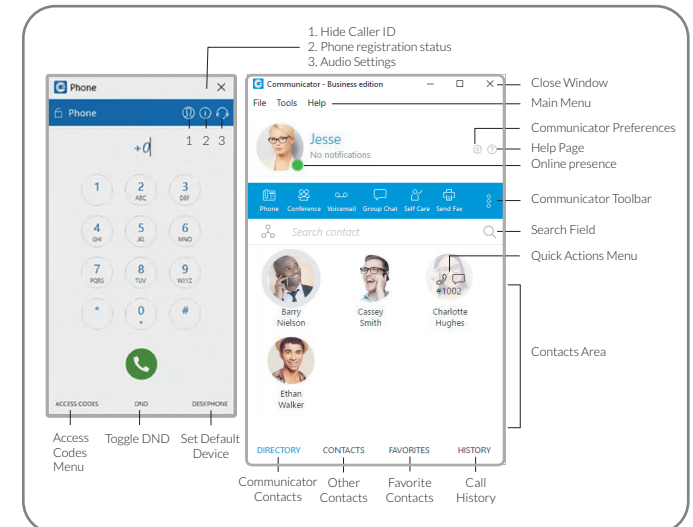 1. Hide Caller ID
2. Phone registration status
3. Audio Settings
Phone
Phone
1 2 3
+0
1
2
ABC
3
DEF
4
GHI
5
JKL
6
MNO
7
PQRS
8
TUV
9
WXYZ
*
0
+
#
ACCESS CODES DND DESKPHONE
Access
Codes
Menu
Toggle DND
Set Default
Device
Communicator - Business edition
File Tools Help
Jesse
No notifications
Phone Conference Voicemail Group Chat Self Care Send Fax
Search contact
#1002
Barry
Nielson
Cassey
Smith
Charlotte
Hughes
Ethan
Walker
DIRECTORY CONTACTS FAVORITES HISTORY
Communicator
Contacts
Other
Contacts
Favorite
Contacts
Call
History
Close Window
Main Menu
Communicator Preferences
Help Page
Online presence
Communicator Toolbar
Search Field
Quick Actions Menu
Contacts Area